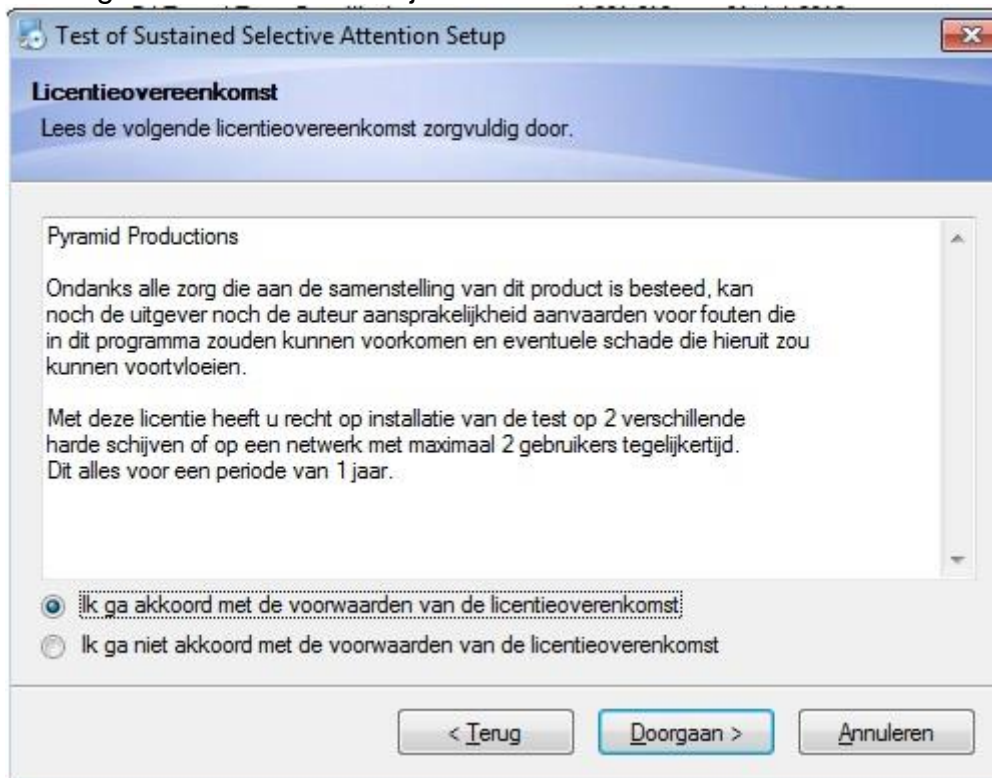 Test of Sustained Selective Attention Setup
Licentieovereenkomst
Lees de volgende licentieovereenkomst zorgvuldig door.
Pyramid Productions
Ondanks alle zorg die aan de samenstelling van dit product is besteed, kan
noch de uitgever noch de auteur aansprakelijkheid aanvaarden voor fouten die
in dit programma zouden kunnen voorkomen en eventuele schade die hieruit zou
kunnen voortvloeien.
Met deze licentie heeft u recht op installatie van de test op 2 verschillende
harde schijven of op een netwerk met maximaal 2 gebruikers tegelijkertijd.
Dit alles voor een periode van 1 jaar.
Ik ga akkoord met de voorwaarden van de licentieoverenkomst
Ik ga niet akkoord met de voorwaarden van de licentieoverenkomst
< Terug
Doorgaan >
Annuleren